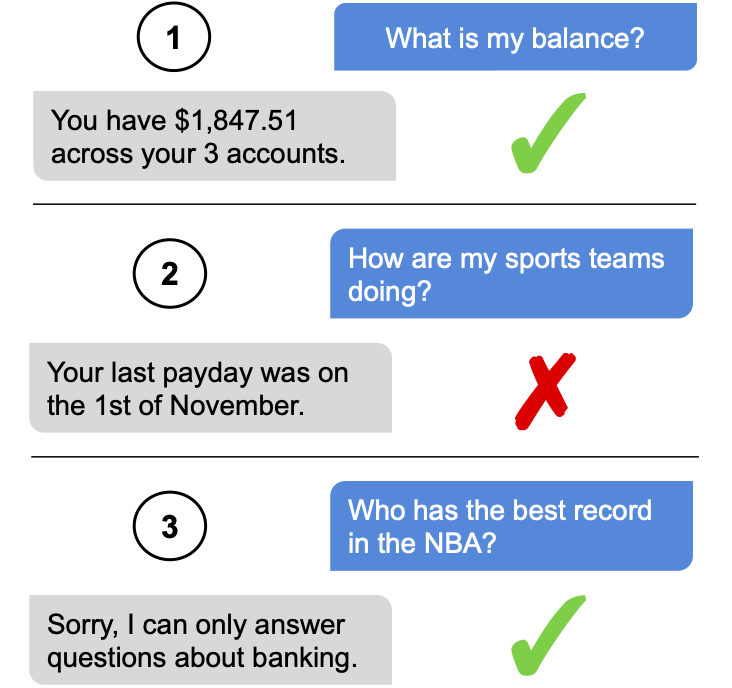 1
What is my balance?
You have $1,847.51
across your 3 accounts.
2
How are my sports teams
doing?
Your last payday was on
the 1st of November.
3
Who has the best record
in the NBA?
Sorry, I can only answer
questions about banking.